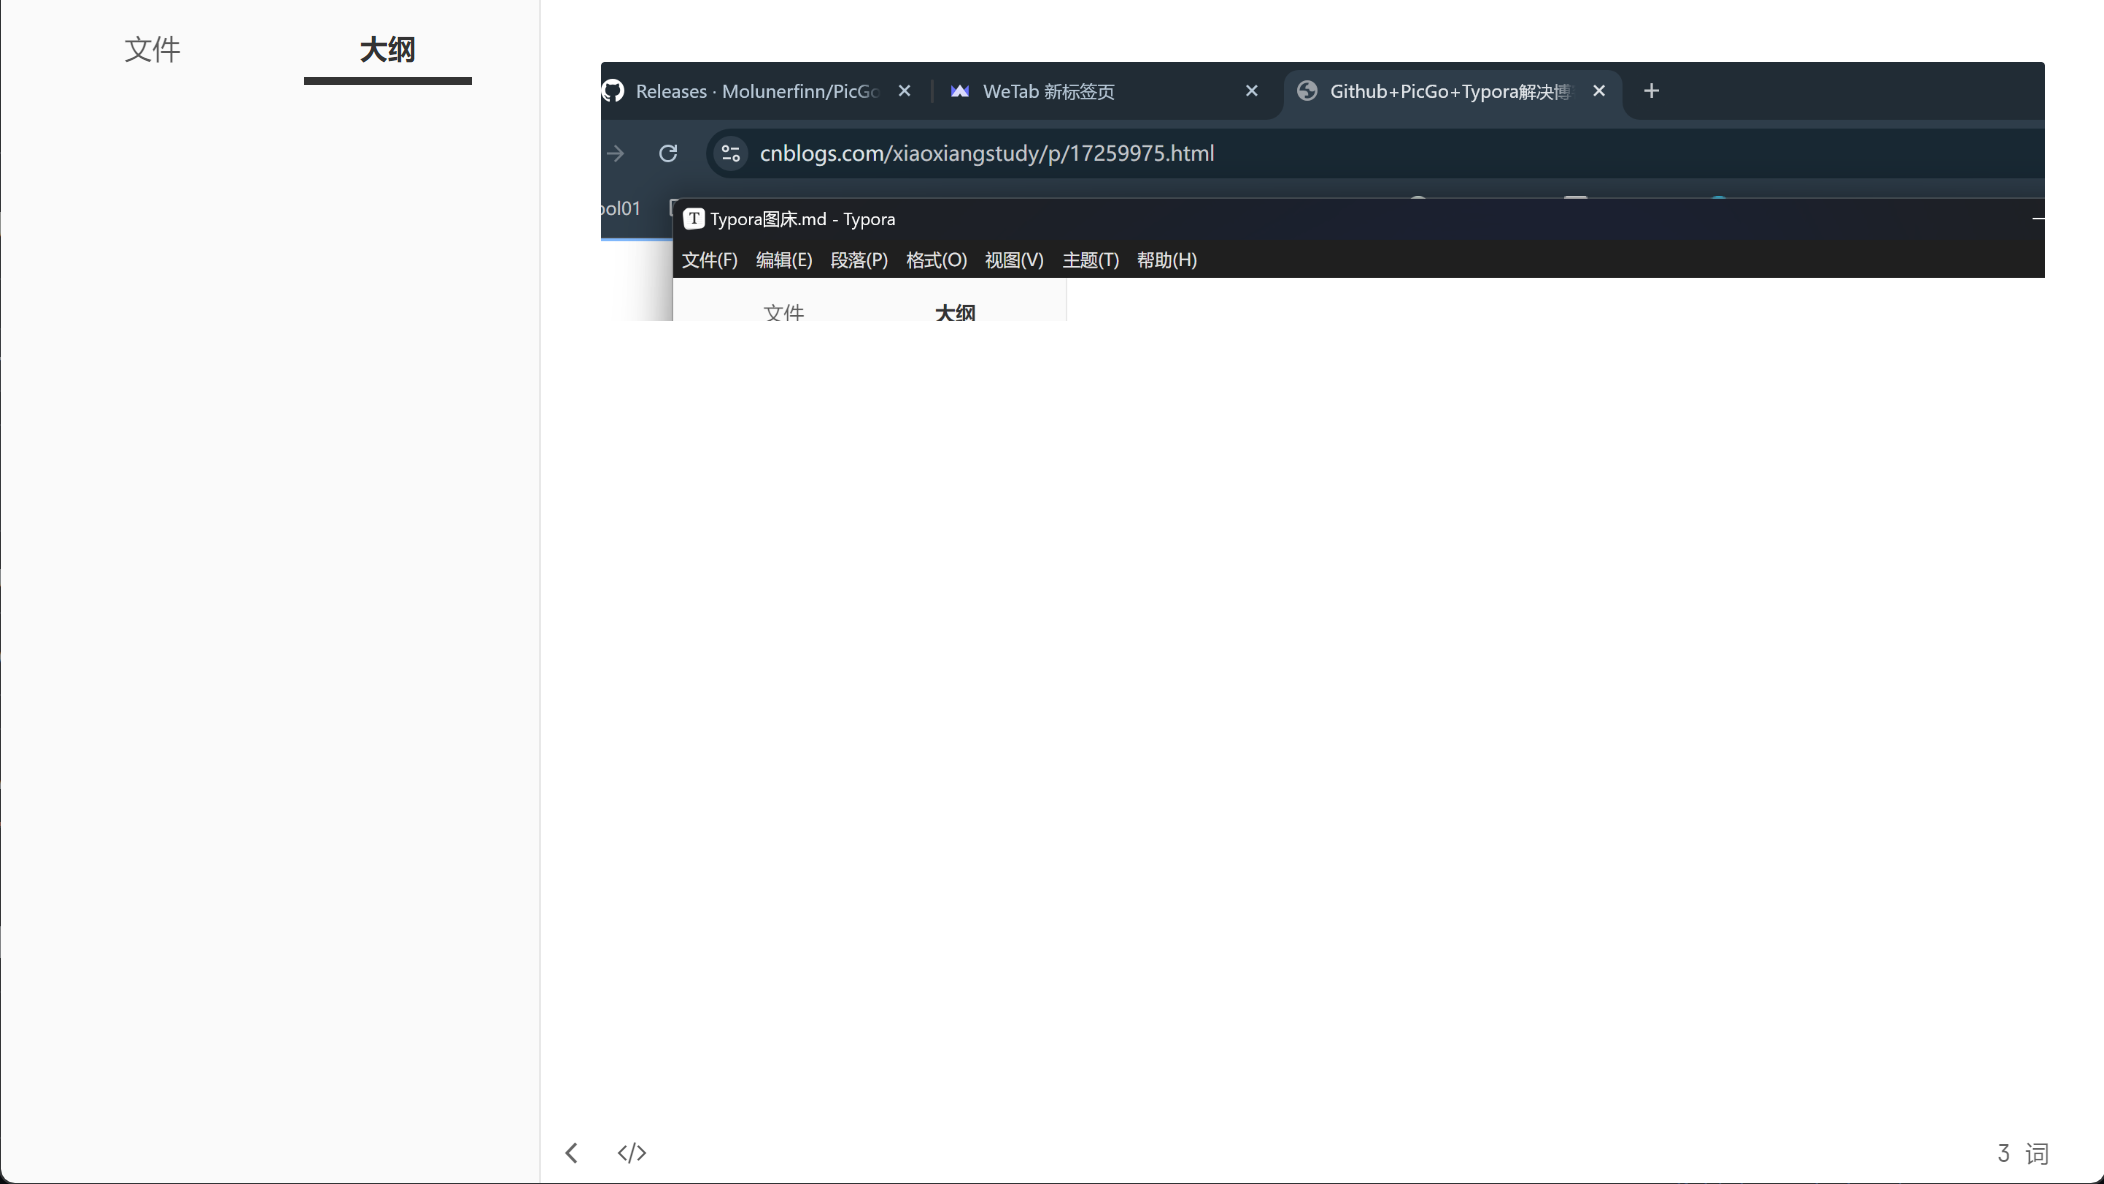 文件 大纲
Releases · Molunerfinn/PicGo WeTab 新标签页 Github+PicGo+Typora解决博
cnblogs.com/xiaoxiangstudy/p/17259975.html
ool01
Typora图床.md - Typora
文件(F) 编辑(E) 段落(P) 格式(O) 视图(V) 主题(T) 帮助(H)
文件 大纲
3 词